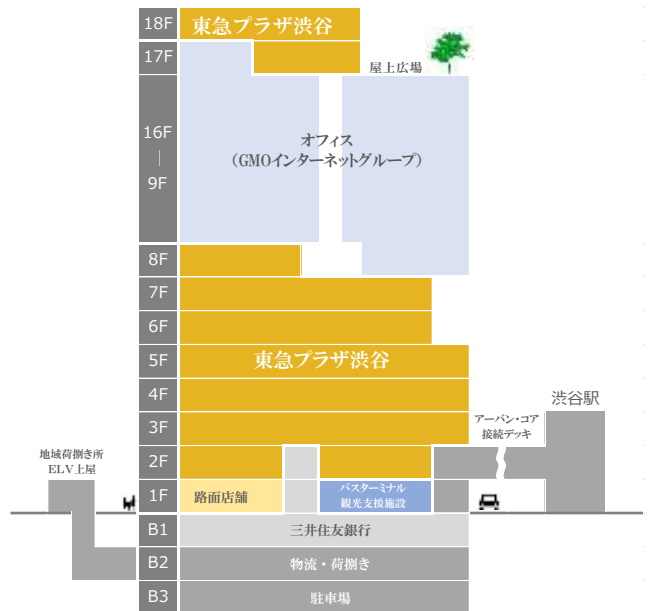 18F
東急プラザ渋谷
17F
屋上広場
16F
|
9F
オフィス
(GMOインターネットグループ)
8F
7F
6F
5F
東急プラザ渋谷
4F
3F
渋谷駅
アーバン・コア
接続デッキ
2F
地域荷捌き所
ELV上屋
1F
路面店舗
バスターミナル
観光支援施設
B1
三井住友銀行
B2
物流・荷捌き
B3
駐車場